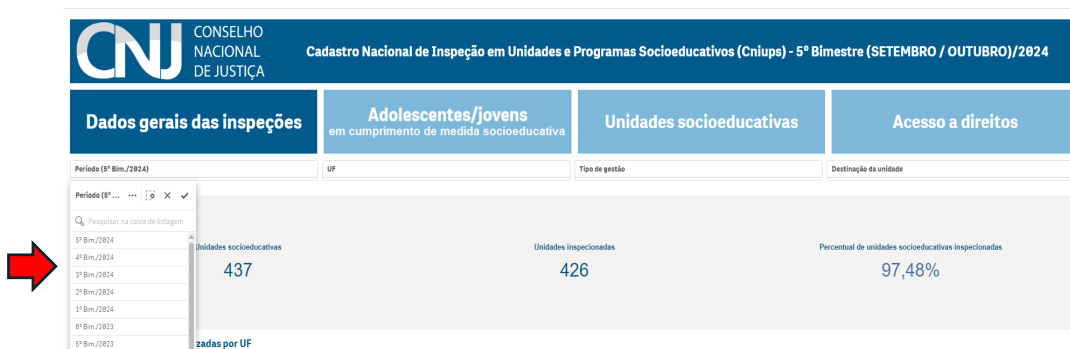 CNJ
CONSELHO
NACIONAL
DE JUSTIÇA
Cadastro Nacional de Inspeção em Unidades e Programas Socioeducativos (Cniups) - 5º Bimestre (SETEMBRO / OUTUBRO)/2024
Dados gerais das inspeções
Adolescentes/jovens
em cumprimento de medida socioeducativa
Unidades socioeducativas
Acesso a direitos
Período (5º Bim./2024)
UF
Tipo de gestão
Destinação da unidade
Período (5º ...
Pesquisar na caixa de listagem
5º Bim./2024
4º Bim./2024
3º Bim./2024
2º Bim./2024
1º Bim./2024
6º Bim./2023
5º Bim./2023
Unidades socioeducativas
437
Unidades inspecionadas
426
Percentual de unidades socioeducativas inspecionadas
97,48%
zadas por UF